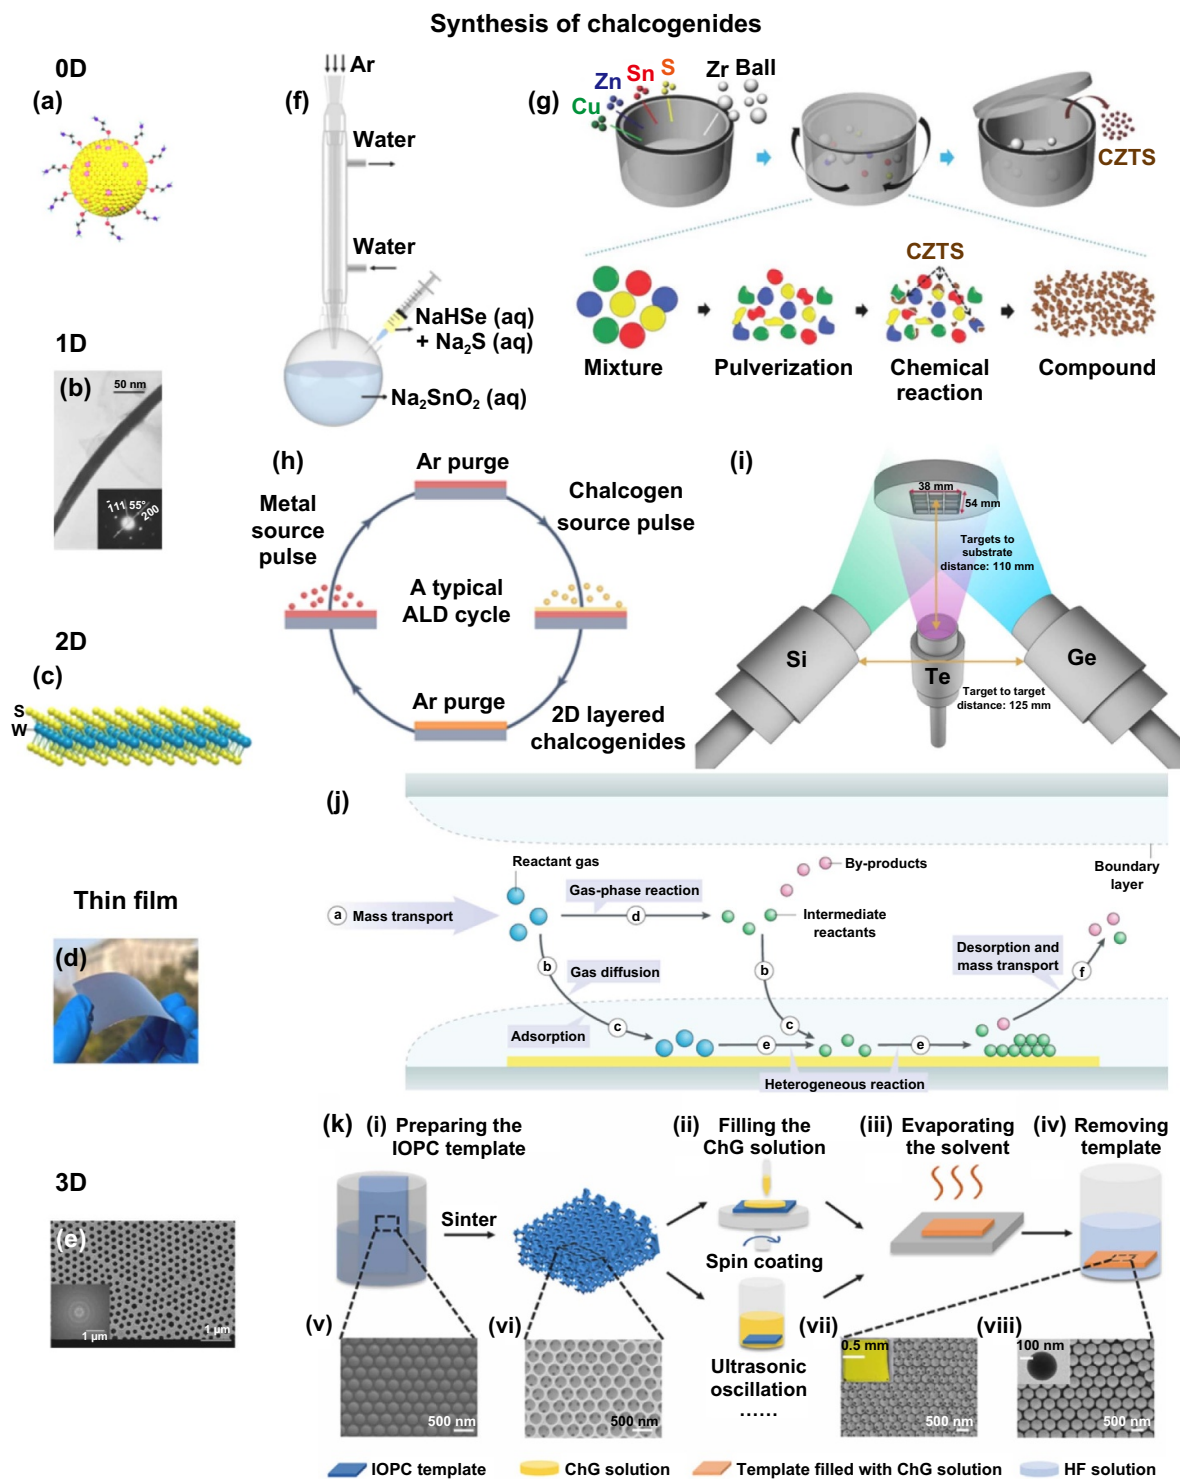 Synthesis of chalcogenides
0D
(a)
1D
(b)
50 nm
111 55° 200
2D
(c)
S
W
Thin film
(d)
3D
(e)
1 µm
1 µm
(f)
Ar
Water
Water
NaHSe (aq)
+ Na2S (aq)
Na2SnO2 (aq)
(g)
Cu
Zn
Sn
S
Zr Ball
CZTS
CZTS
Mixture
Pulverization
Chemical
reaction
Compound
(h)
Ar purge
Metal
source
pulse
Chalcogen
source pulse
A typical
ALD cycle
Ar purge
2D layered
chalcogenides
(i)
38 mm
54 mm
Targets to
substrate
distance: 110 mm
Si
Te
Ge
Target to target
distance: 125 mm
(j)
Reactant gas
By-products
Boundary
layer
Gas-phase reaction
a Mass transport
d
Intermediate
reactants
Desorption and
mass transport
b
b
f
Gas diffusion
Adsorption
c
c
e
e
Heterogeneous reaction
(k)
(i) Preparing the
IOPC template
(ii) Filling the
ChG solution
(iii) Evaporating
the solvent
(iv) Removing
template
Sinter
Spin coating
Ultrasonic
oscillation
......
(v)
500 nm
(vi)
500 nm
(vii)
0.5 mm
500 nm
(viii)
100 nm
500 nm
IOPC template
ChG solution
Template filled with ChG solution
HF solution